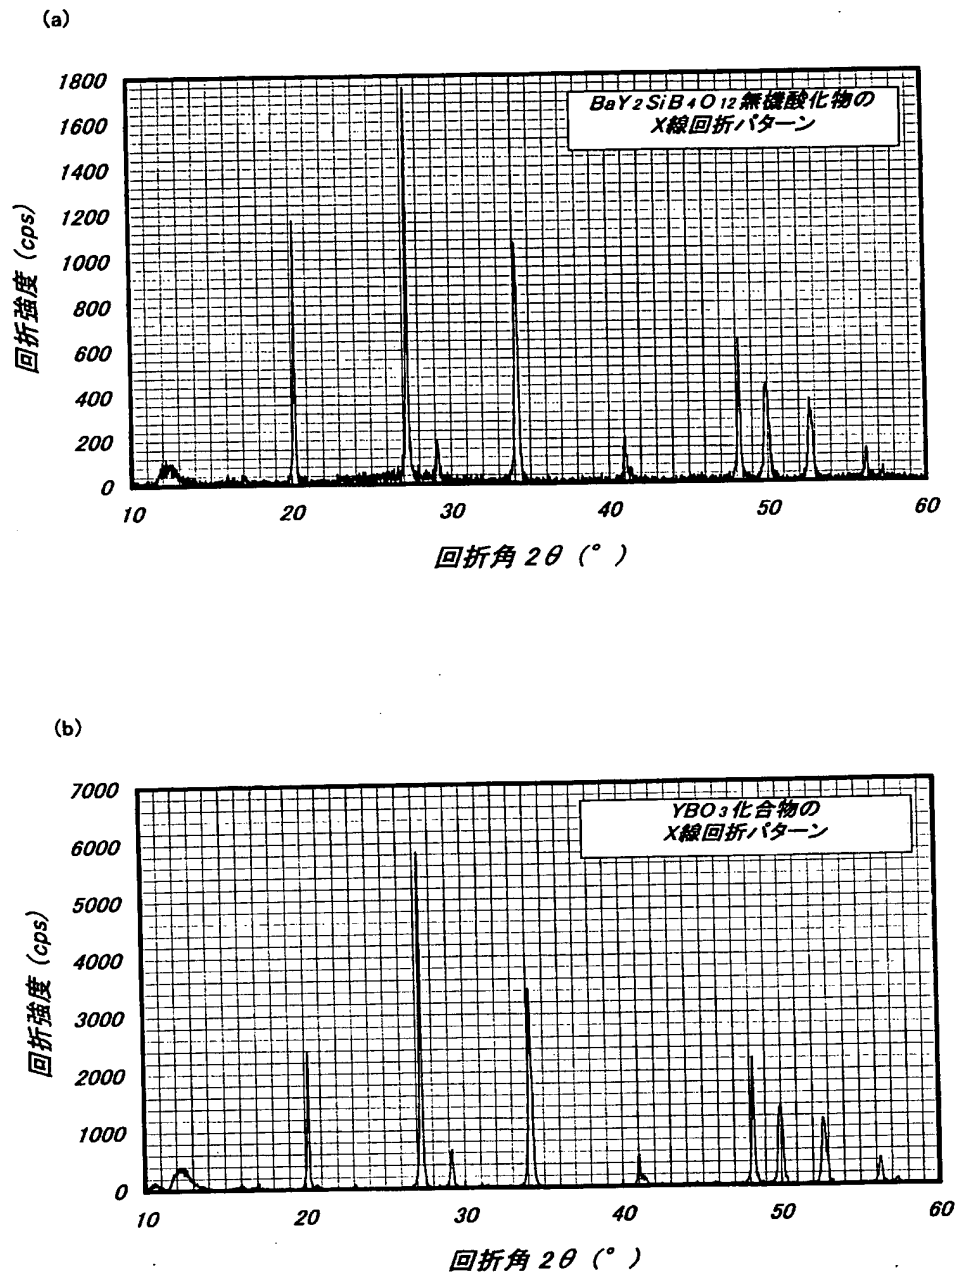 (a)
BaY2SiB4O12無機酸化物の
X線回折パターン
1800
1600
1400
1200
1000
800
600
400
200
0
回折強度 (cps)
10 20 30 40 50 60
回折角 2θ (° )
(b)
YBO3化合物の
X線回折パターン
7000
6000
5000
4000
3000
2000
1000
0
回折強度 (cps)
10 20 30 40 50 60
回折角 2θ (° )